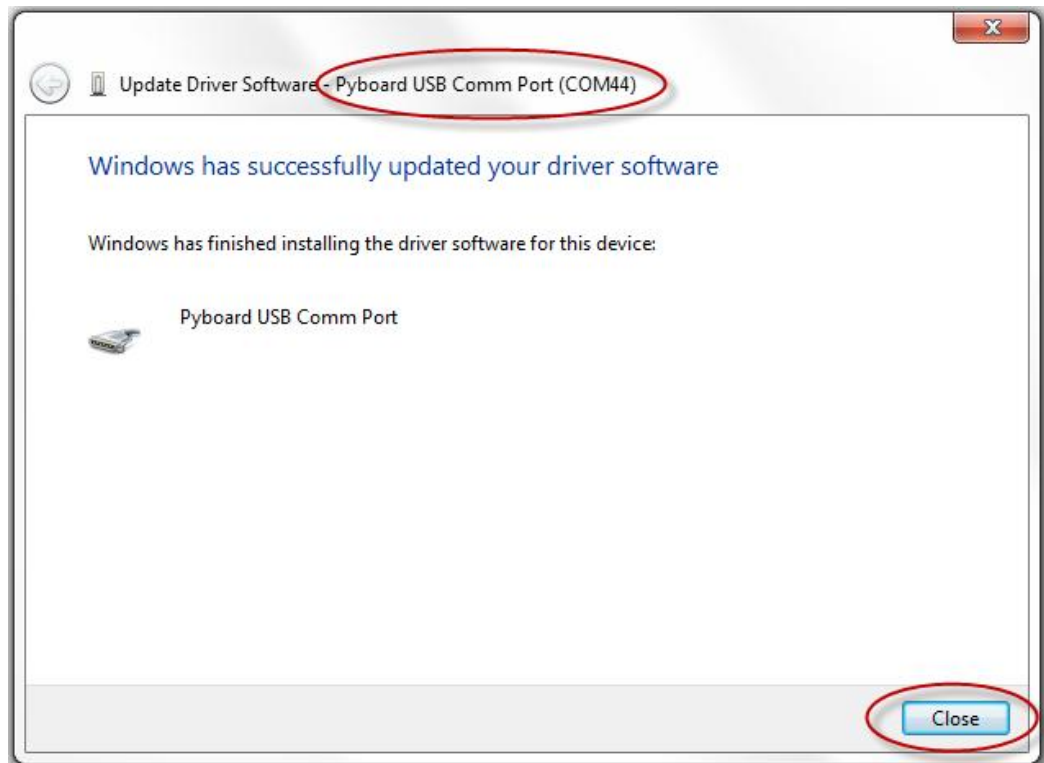 Update Driver Software - Pyboard USB Comm Port (COM44)
Windows has successfully updated your driver software
Windows has finished installing the driver software for this device:
Pyboard USB Comm Port
Close